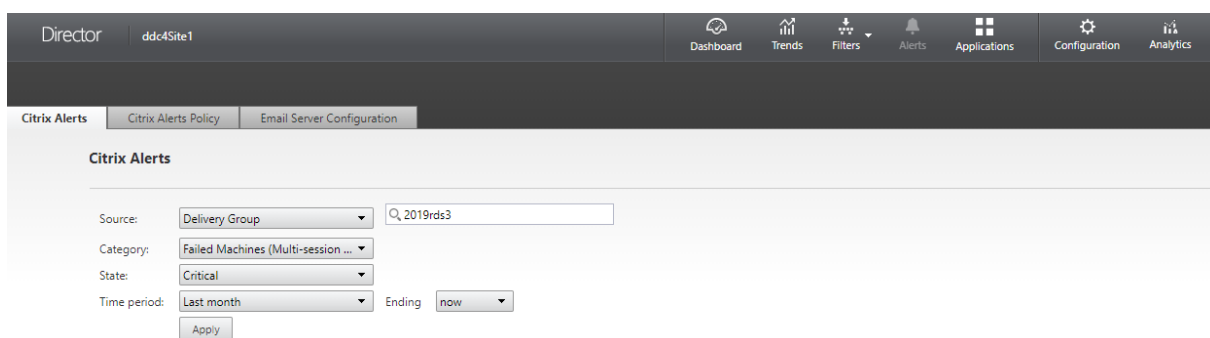 Director ddc4Site1 Dashboard Trends Filters Alerts Applications Configuration Analytics
Citrix Alerts Citrix Alerts Policy Email Server Configuration
Citrix Alerts
Source: Delivery Group 2019rds3
Category: Failed Machines (Multi-session ...
State: Critical
Time period: Last month Ending now
Apply